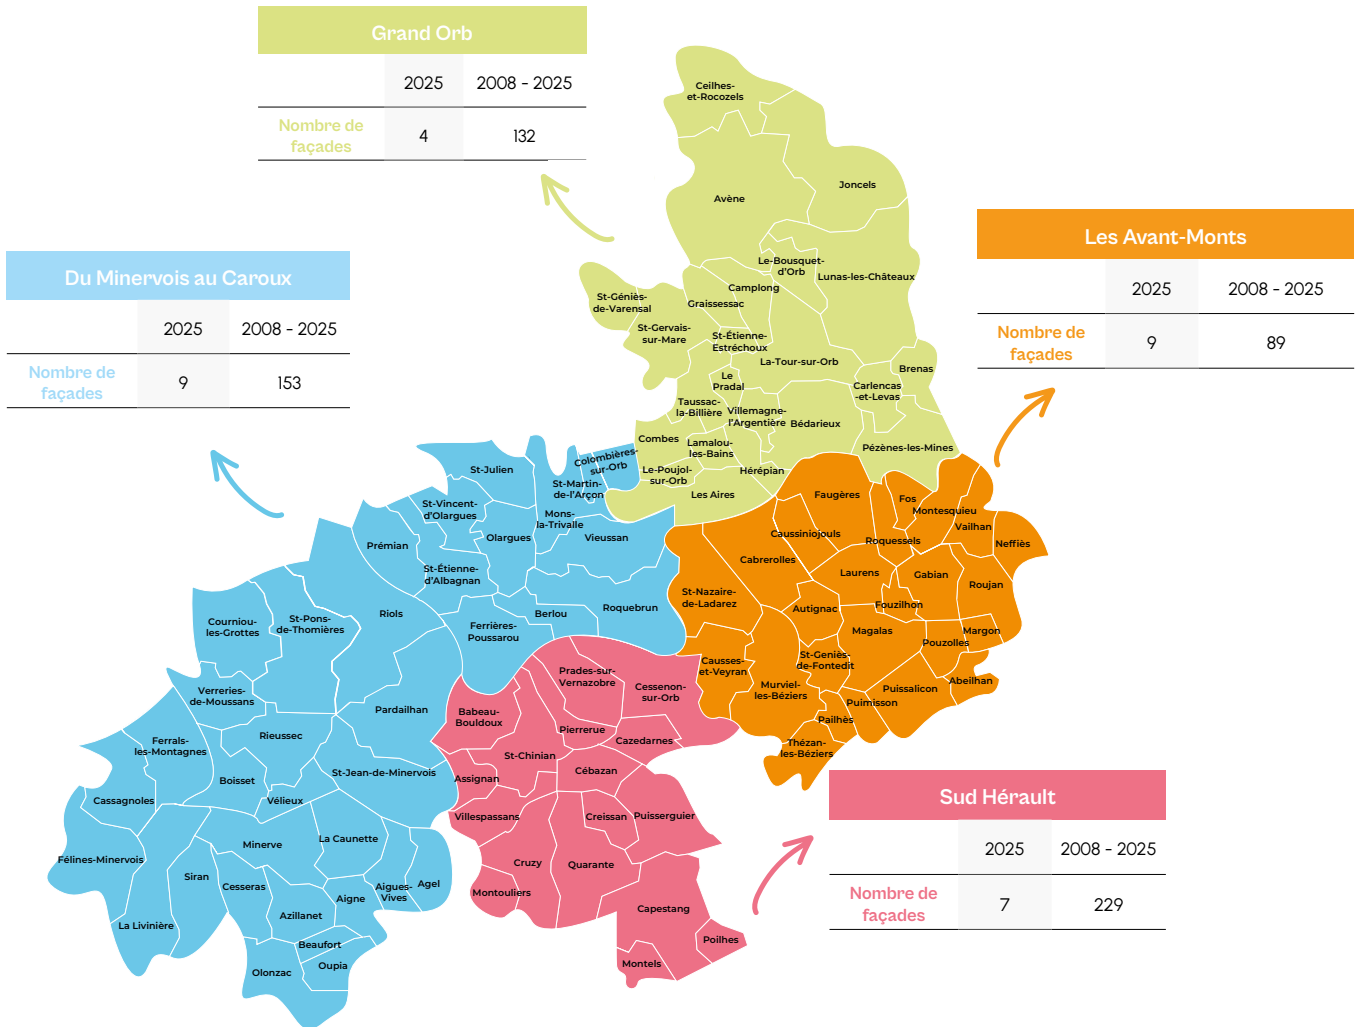 Grand Orb
2025 2008 - 2025
Nombre de
façades
4 132
Les Avant-Monts
2025 2008 - 2025
Nombre de
façades
9 89
Du Minervois au Caroux
2025 2008 - 2025
Nombre de
façades
9 153
Sud Hérault
2025 2008 - 2025
Nombre de
façades
7 229
Ceilhes-
et-Rocozels
Joncels
Avène
Le-Bousquet-
d'Orb
Lunas-les-Châteaux
Camplong
Graissessac
St-Géniès-
de-Varensal
St-Gervais-
sur-Mare
St-Étienne-
Estréchoux
La-Tour-sur-Orb
Brenas
Le
Pradal
Carlencas
-et-Levas
Taussac-
la-Billière
Villemagne-
l'Argentière
Bédarieux
Combes
Lamalou-
les-Bains
Pézènes-les-Mines
Le-Poujol-
sur-Orb
Hérépian
Les Aires
St-Julien
Colombières-
sur-Orb
St-Martin-
de-l'Arçon
St-Vincent-
d'Olargues
Mons-
la-Trivalle
Olargues
Vieussan
Prémian
St-Étienne-
d'Albagnan
Roquebrun
Berlou
Riols
Ferrières-
Poussarou
St-Pons-
de-Thomières
Courniou-
les-Grottes
Verreries-
de-Moussans
Pardailhan
Rieussec
Ferrals-
les-Montagnes
St-Jean-de-Minervois
Boisset
Vélieux
Cassagnoles
La Caunette
Minerve
Félines-Minervois
Siran
Cesseras
Aigues-
Vives
Agel
Aigne
Azillanet
La Livinière
Beaufort
Oupia
Olonzac
Faugères
Fos
Montesquieu
Vailhan
Neffiès
Caussiniojouls
Roquessels
Cabrerolles
Laurens
Gabian
Roujan
St-Nazaire-
de-Ladarez
Autignac
Fouzilhon
Magalas
Margon
Pouzolles
Causses-
et-Veyran
St-Geniès-
de-Fontedit
Abeilhan
Murviel-
les-Béziers
Puissalicon
Puimisson
Pailhès
Thézan-
les-Béziers
Prades-sur-
Vernazobre
Cessenon-
sur-Orb
Babeau-
Bouldoux
Pierrerue
Cazedarnes
St-Chinian
Cébazan
Assignan
Villespassans
Creissan
Puisserguier
Cruzy
Quarante
Montouliers
Capestang
Poilhes
Montels